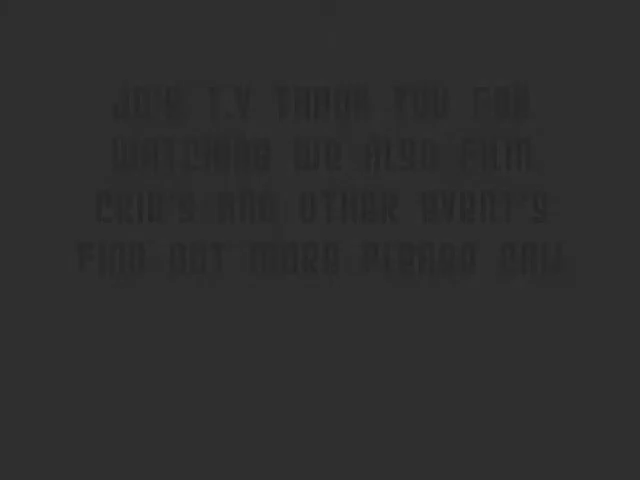 T.V THANK YOU FOR
WATCHING WE ALSO FILM
AND OTHER EVENT'S
FIND OUT MORE PLEASE CALL